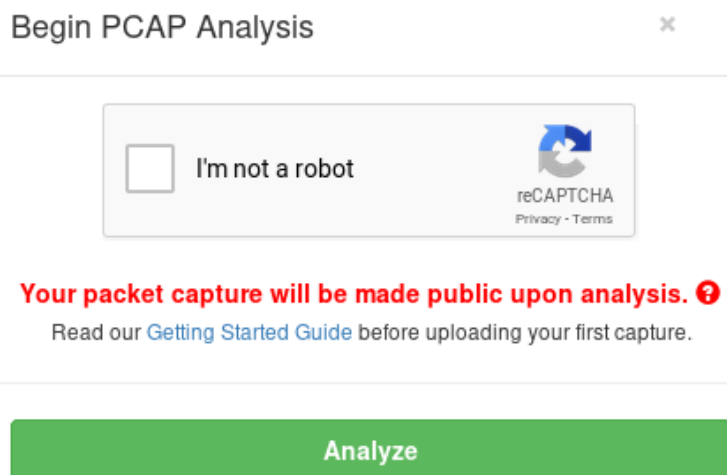 Begin PCAP Analysis ×
I'm not a robot
reCAPTCHA
Privacy - Terms
Your packet capture will be made public upon analysis. ?
Read our Getting Started Guide before uploading your first capture.
Analyze